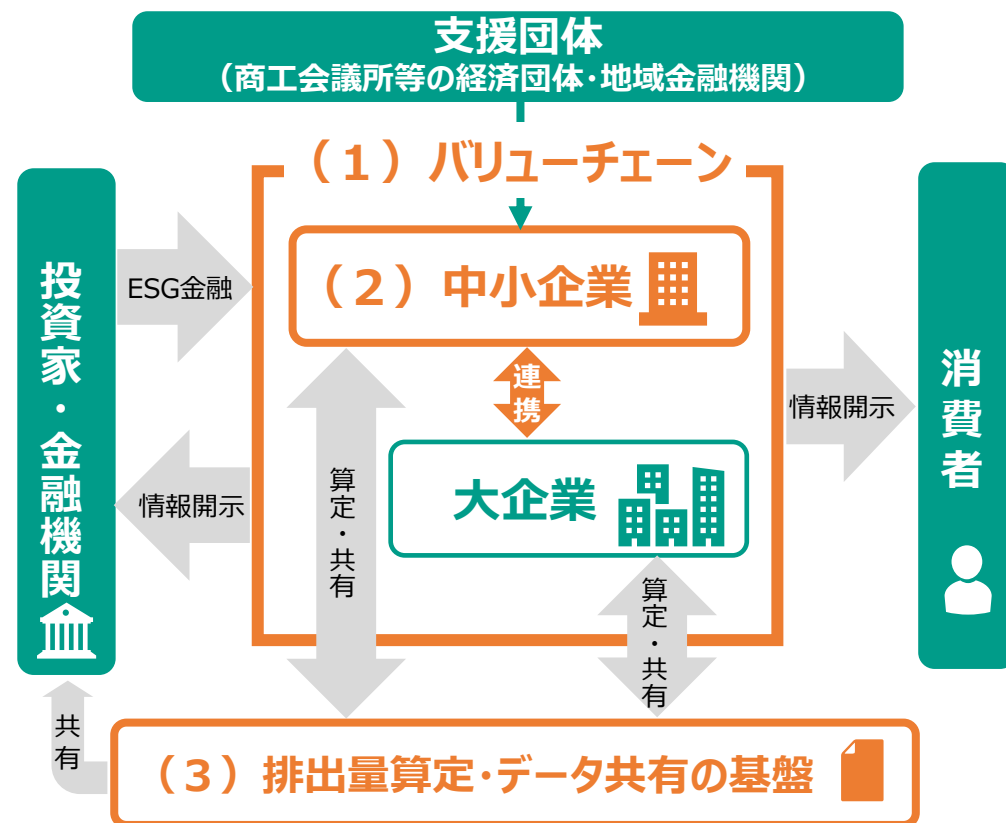 支援団体
（商工会議所等の経済団体・地域金融機関）
（１）バリューチェーン
投資家・金融機関
ESG金融
（２）中小企業
連携
情報開示
消費者
大企業
情報開示
算定・共有
算定・共有
共有
（３）排出量算定・データ共有の基盤